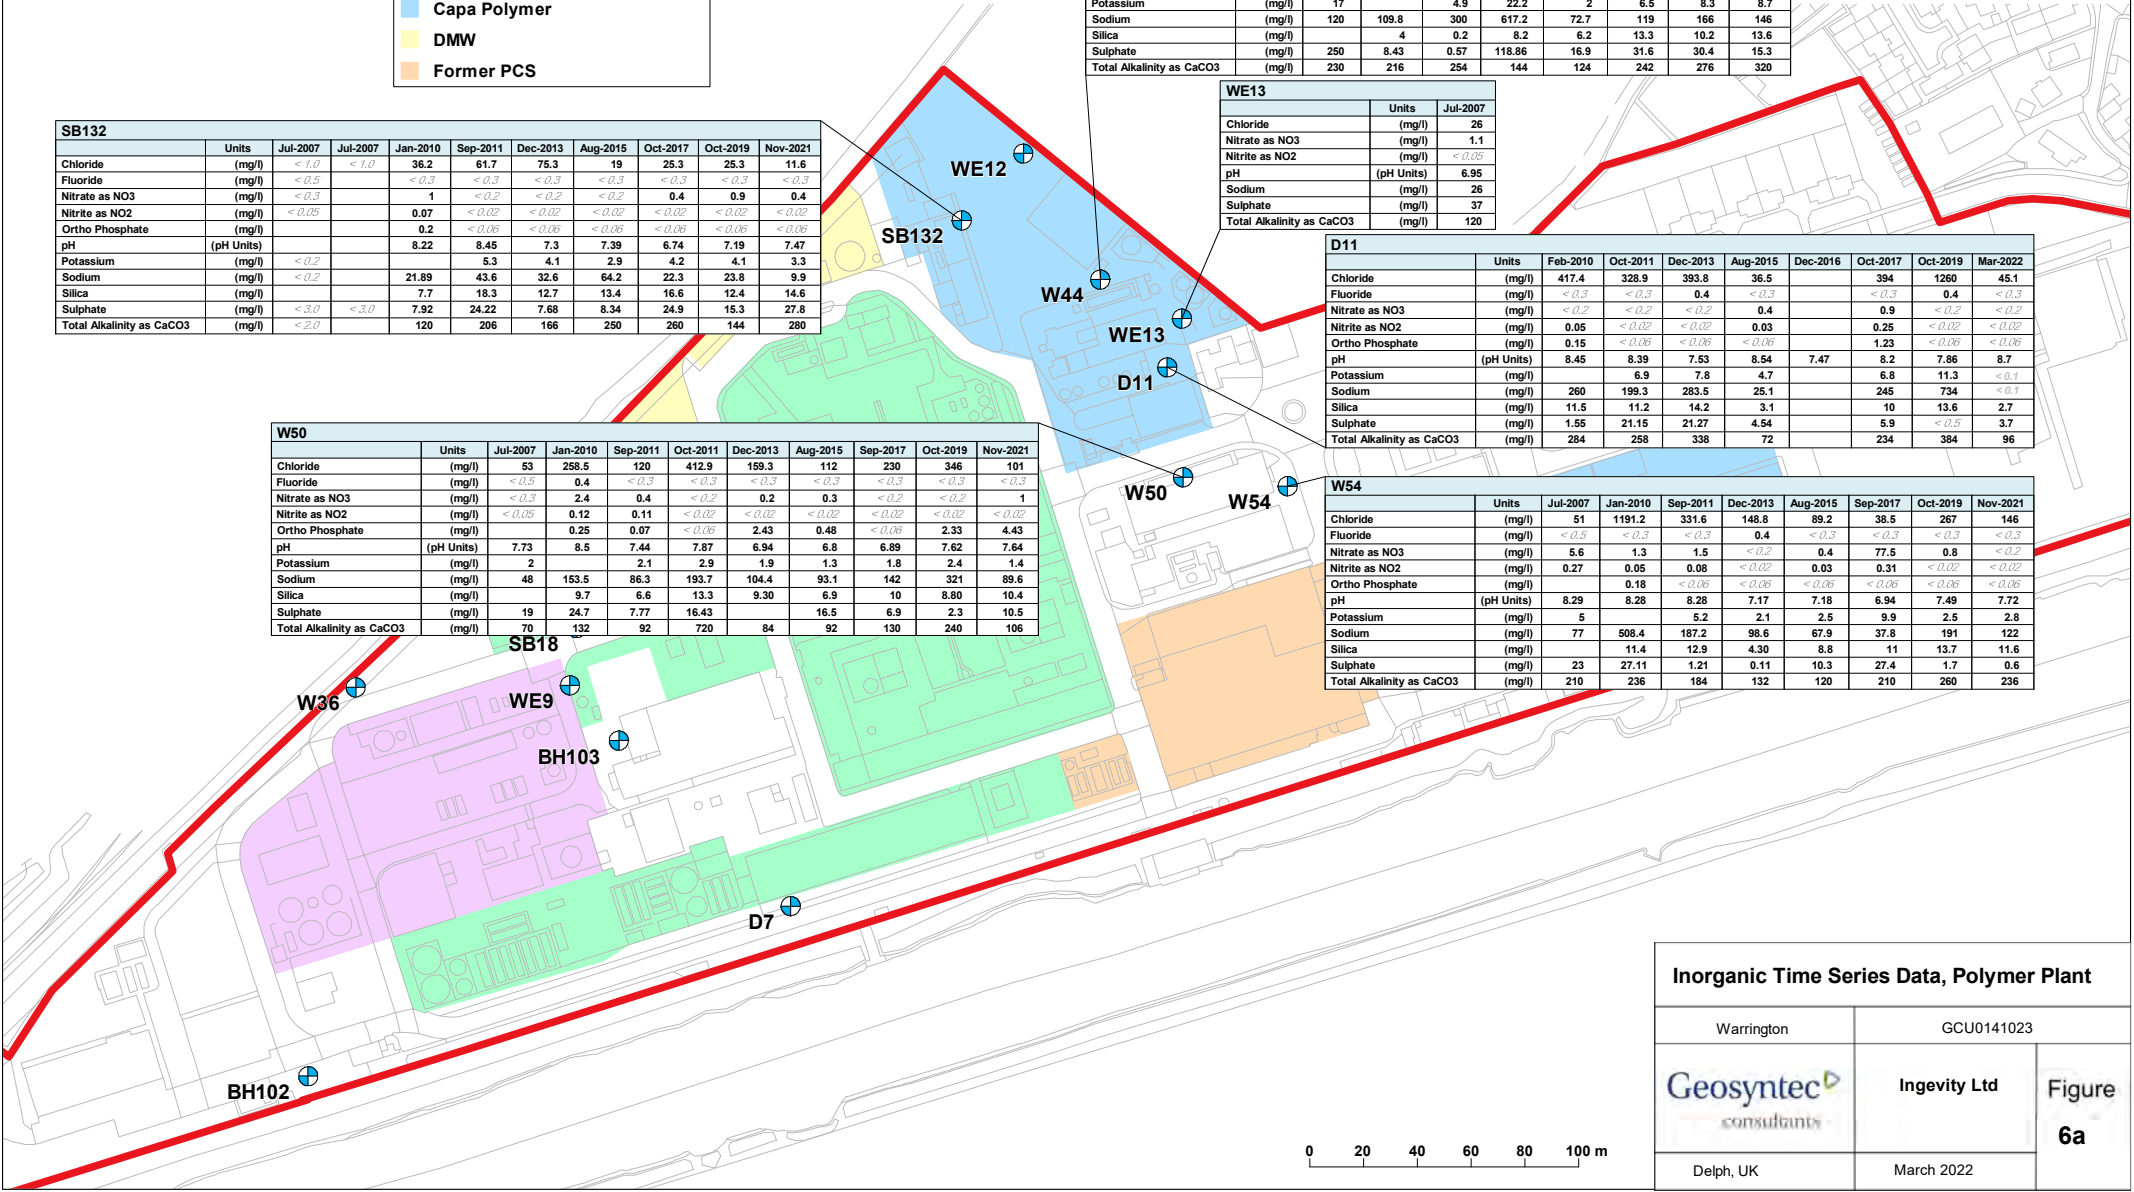 Capa Polymer
DMW
Former PCS
Potassium (mg/l) 17 4.9 22.2 2 6.5 8.3 8.7
Sodium (mg/l) 120 109.8 300 617.2 72.7 119 166 146
Silica (mg/l) 4 0.2 8.2 6.2 13.3 10.2 13.6
Sulphate (mg/l) 250 8.43 0.57 118.86 16.9 31.6 30.4 15.3
Total Alkalinity as CaCO3 (mg/l) 230 216 254 144 124 242 276 320
WE13
Units Jul-2007
Chloride (mg/l) 26
Nitrate as NO3 (mg/l) 1.1
Nitrite as NO2 (mg/l) < 0.05
pH (pH Units) 6.95
Sodium (mg/l) 26
Sulphate (mg/l) 37
Total Alkalinity as CaCO3 (mg/l) 120
SB132
Units Jul-2007 Jul-2007 Jan-2010 Sep-2011 Dec-2013 Aug-2015 Oct-2017 Oct-2019 Nov-2021
Chloride (mg/l) < 1.0 < 1.0 36.2 61.7 75.3 19 25.3 25.3 11.6
Fluoride (mg/l) < 0.5 < 0.3 < 0.3 < 0.3 < 0.3 < 0.3 < 0.3 < 0.3
Nitrate as NO3 (mg/l) < 0.3 1 < 0.2 < 0.2 < 0.2 0.4 0.9 0.4
Nitrite as NO2 (mg/l) < 0.05 0.07 < 0.02 < 0.02 < 0.02 < 0.02 < 0.02 < 0.02
Ortho Phosphate (mg/l) 0.2 < 0.06 < 0.06 < 0.06 < 0.06 < 0.06 < 0.06
pH (pH Units) 8.22 8.45 7.3 7.39 6.74 7.19 7.47
Potassium (mg/l) < 0.2 5.3 4.1 2.9 4.2 4.1 3.3
Sodium (mg/l) < 0.2 21.89 43.6 32.6 64.2 22.3 23.8 9.9
Silica (mg/l) 7.7 18.3 12.7 13.4 16.6 12.4 14.6
Sulphate (mg/l) < 3.0 < 3.0 7.92 24.22 7.68 8.34 24.9 15.3 27.8
Total Alkalinity as CaCO3 (mg/l) < 2.0 120 206 166 250 260 144 280
WE12
SB132
W44
WE13
D11
D11
Units Feb-2010 Oct-2011 Dec-2013 Aug-2015 Dec-2016 Oct-2017 Oct-2019 Mar-2022
Chloride (mg/l) 417.4 328.9 393.8 36.5 394 1260 45.1
Fluoride (mg/l) < 0.3 < 0.3 0.4 < 0.3 < 0.3 0.4 < 0.3
Nitrate as NO3 (mg/l) < 0.2 < 0.2 < 0.2 0.4 0.9 < 0.2 < 0.2
Nitrite as NO2 (mg/l) 0.05 < 0.02 < 0.02 0.03 0.25 < 0.02 < 0.02
Ortho Phosphate (mg/l) 0.15 < 0.06 < 0.06 < 0.06 1.23 < 0.06 < 0.06
pH (pH Units) 8.45 8.39 7.53 8.54 7.47 8.2 7.86 8.7
Potassium (mg/l) 6.9 7.8 4.7 6.8 11.3 < 0.1
Sodium (mg/l) 260 199.3 283.5 25.1 245 734 < 0.1
Silica (mg/l) 11.5 11.2 14.2 3.1 10 13.6 2.7
Sulphate (mg/l) 1.55 21.15 21.27 4.54 5.9 < 0.5 3.7
Total Alkalinity as CaCO3 (mg/l) 284 258 338 72 234 384 96
W50
Units Jul-2007 Jan-2010 Sep-2011 Oct-2011 Dec-2013 Aug-2015 Sep-2017 Oct-2019 Nov-2021
Chloride (mg/l) 53 258.5 120 412.9 159.3 112 230 346 101
Fluoride (mg/l) < 0.5 0.4 < 0.3 < 0.3 < 0.3 < 0.3 < 0.3 < 0.3 < 0.3
Nitrate as NO3 (mg/l) < 0.3 2.4 0.4 < 0.2 0.2 0.3 < 0.2 < 0.2 1
Nitrite as NO2 (mg/l) < 0.05 0.12 0.11 < 0.02 < 0.02 < 0.02 < 0.02 < 0.02 < 0.02
Ortho Phosphate (mg/l) 0.25 0.07 < 0.06 2.43 0.48 < 0.06 2.33 4.43
pH (pH Units) 7.73 8.5 7.44 7.87 6.94 6.8 6.89 7.62 7.64
Potassium (mg/l) 2 2.1 2.9 1.9 1.3 1.8 2.4 1.4
Sodium (mg/l) 48 153.5 86.3 193.7 104.4 93.1 142 321 89.6
Silica (mg/l) 9.7 6.6 13.3 9.30 6.9 10 8.80 10.4
Sulphate (mg/l) 19 24.7 7.77 16.43 16.5 6.9 2.3 10.5
Total Alkalinity as CaCO3 (mg/l) 70 132 92 720 84 92 130 240 106
W50
W54
W54
Units Jul-2007 Jan-2010 Sep-2011 Dec-2013 Aug-2015 Sep-2017 Oct-2019 Nov-2021
Chloride (mg/l) 51 1191.2 331.6 148.8 89.2 38.5 267 146
Fluoride (mg/l) < 0.5 < 0.3 < 0.3 0.4 < 0.3 < 0.3 < 0.3 < 0.3
Nitrate as NO3 (mg/l) 5.6 1.3 1.5 < 0.2 0.4 77.5 0.8 < 0.2
Nitrite as NO2 (mg/l) 0.27 0.05 0.08 < 0.02 0.03 0.31 < 0.02 < 0.02
Ortho Phosphate (mg/l) 0.18 < 0.06 < 0.06 < 0.06 < 0.06 < 0.06 < 0.06
pH (pH Units) 8.29 8.28 8.28 7.17 7.18 6.94 7.49 7.72
Potassium (mg/l) 5 5.2 2.1 2.5 9.9 2.5 2.8
Sodium (mg/l) 77 508.4 187.2 98.6 67.9 37.8 191 122
Silica (mg/l) 11.4 12.9 4.30 8.8 11 13.7 11.6
Sulphate (mg/l) 23 27.11 1.21 0.11 10.3 27.4 1.7 0.6
Total Alkalinity as CaCO3 (mg/l) 210 236 184 132 120 210 260 236
SB18
W36
WE9
BH103
D7
BH102
0 20 40 60 80 100 m
Inorganic Time Series Data, Polymer Plant
Warrington GCU0141023
Geosyntec
consultants
Ingevity Ltd
Figure
6a
Delph, UK March 2022